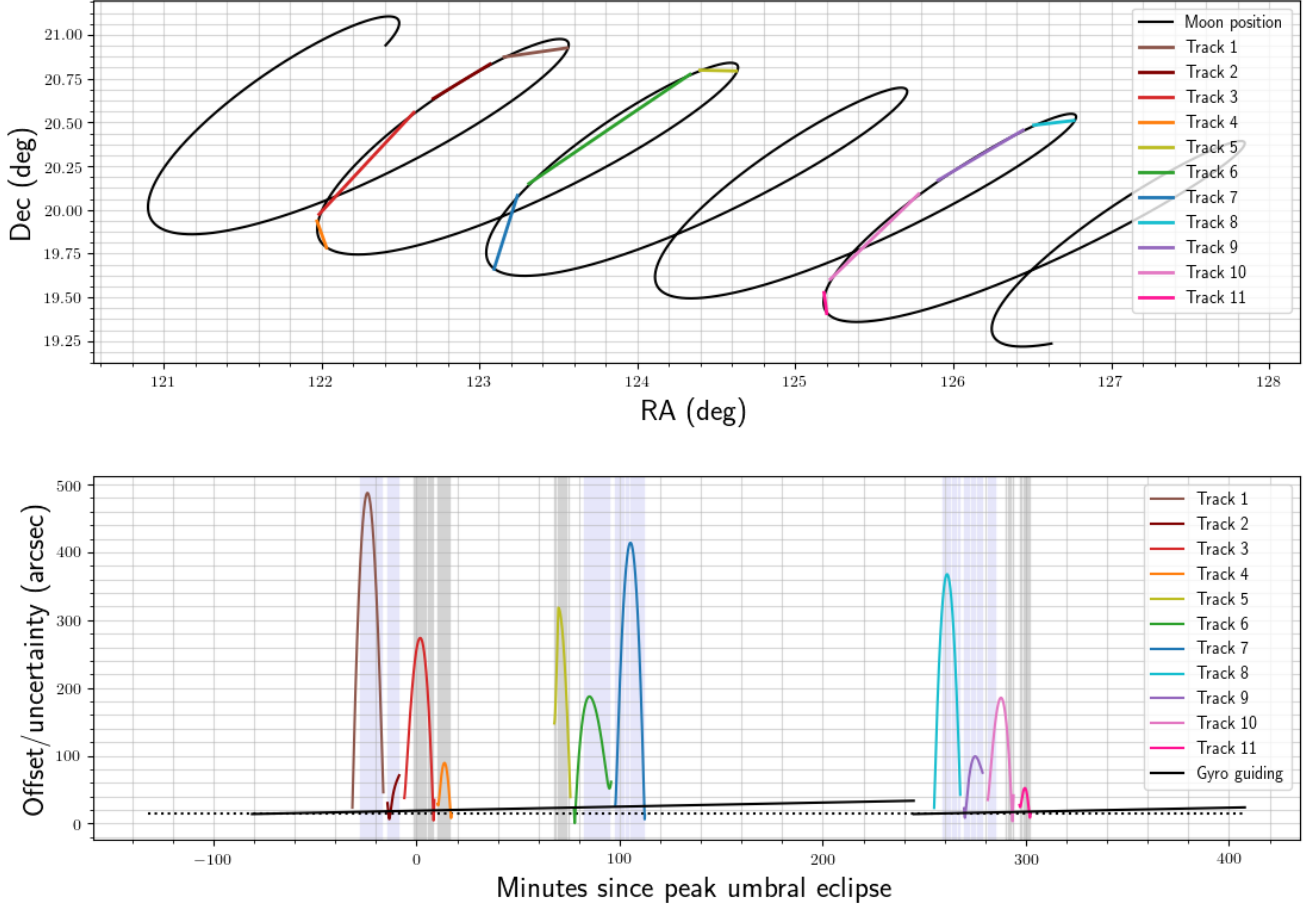 21.00
20.75
20.50
20.25
20.00
19.75
19.50
19.25
Dec (deg)
121
122
123
124
125
126
127
128
RA (deg)
Moon position
Track 1
Track 2
Track 3
Track 4
Track 5
Track 6
Track 7
Track 8
Track 9
Track 10
Track 11
500
400
300
200
100
0
Offset/uncertainty (arcsec)
−100
0
100
200
300
400
Minutes since peak umbral eclipse
Track 1
Track 2
Track 3
Track 4
Track 5
Track 6
Track 7
Track 8
Track 9
Track 10
Track 11
Gyro guiding